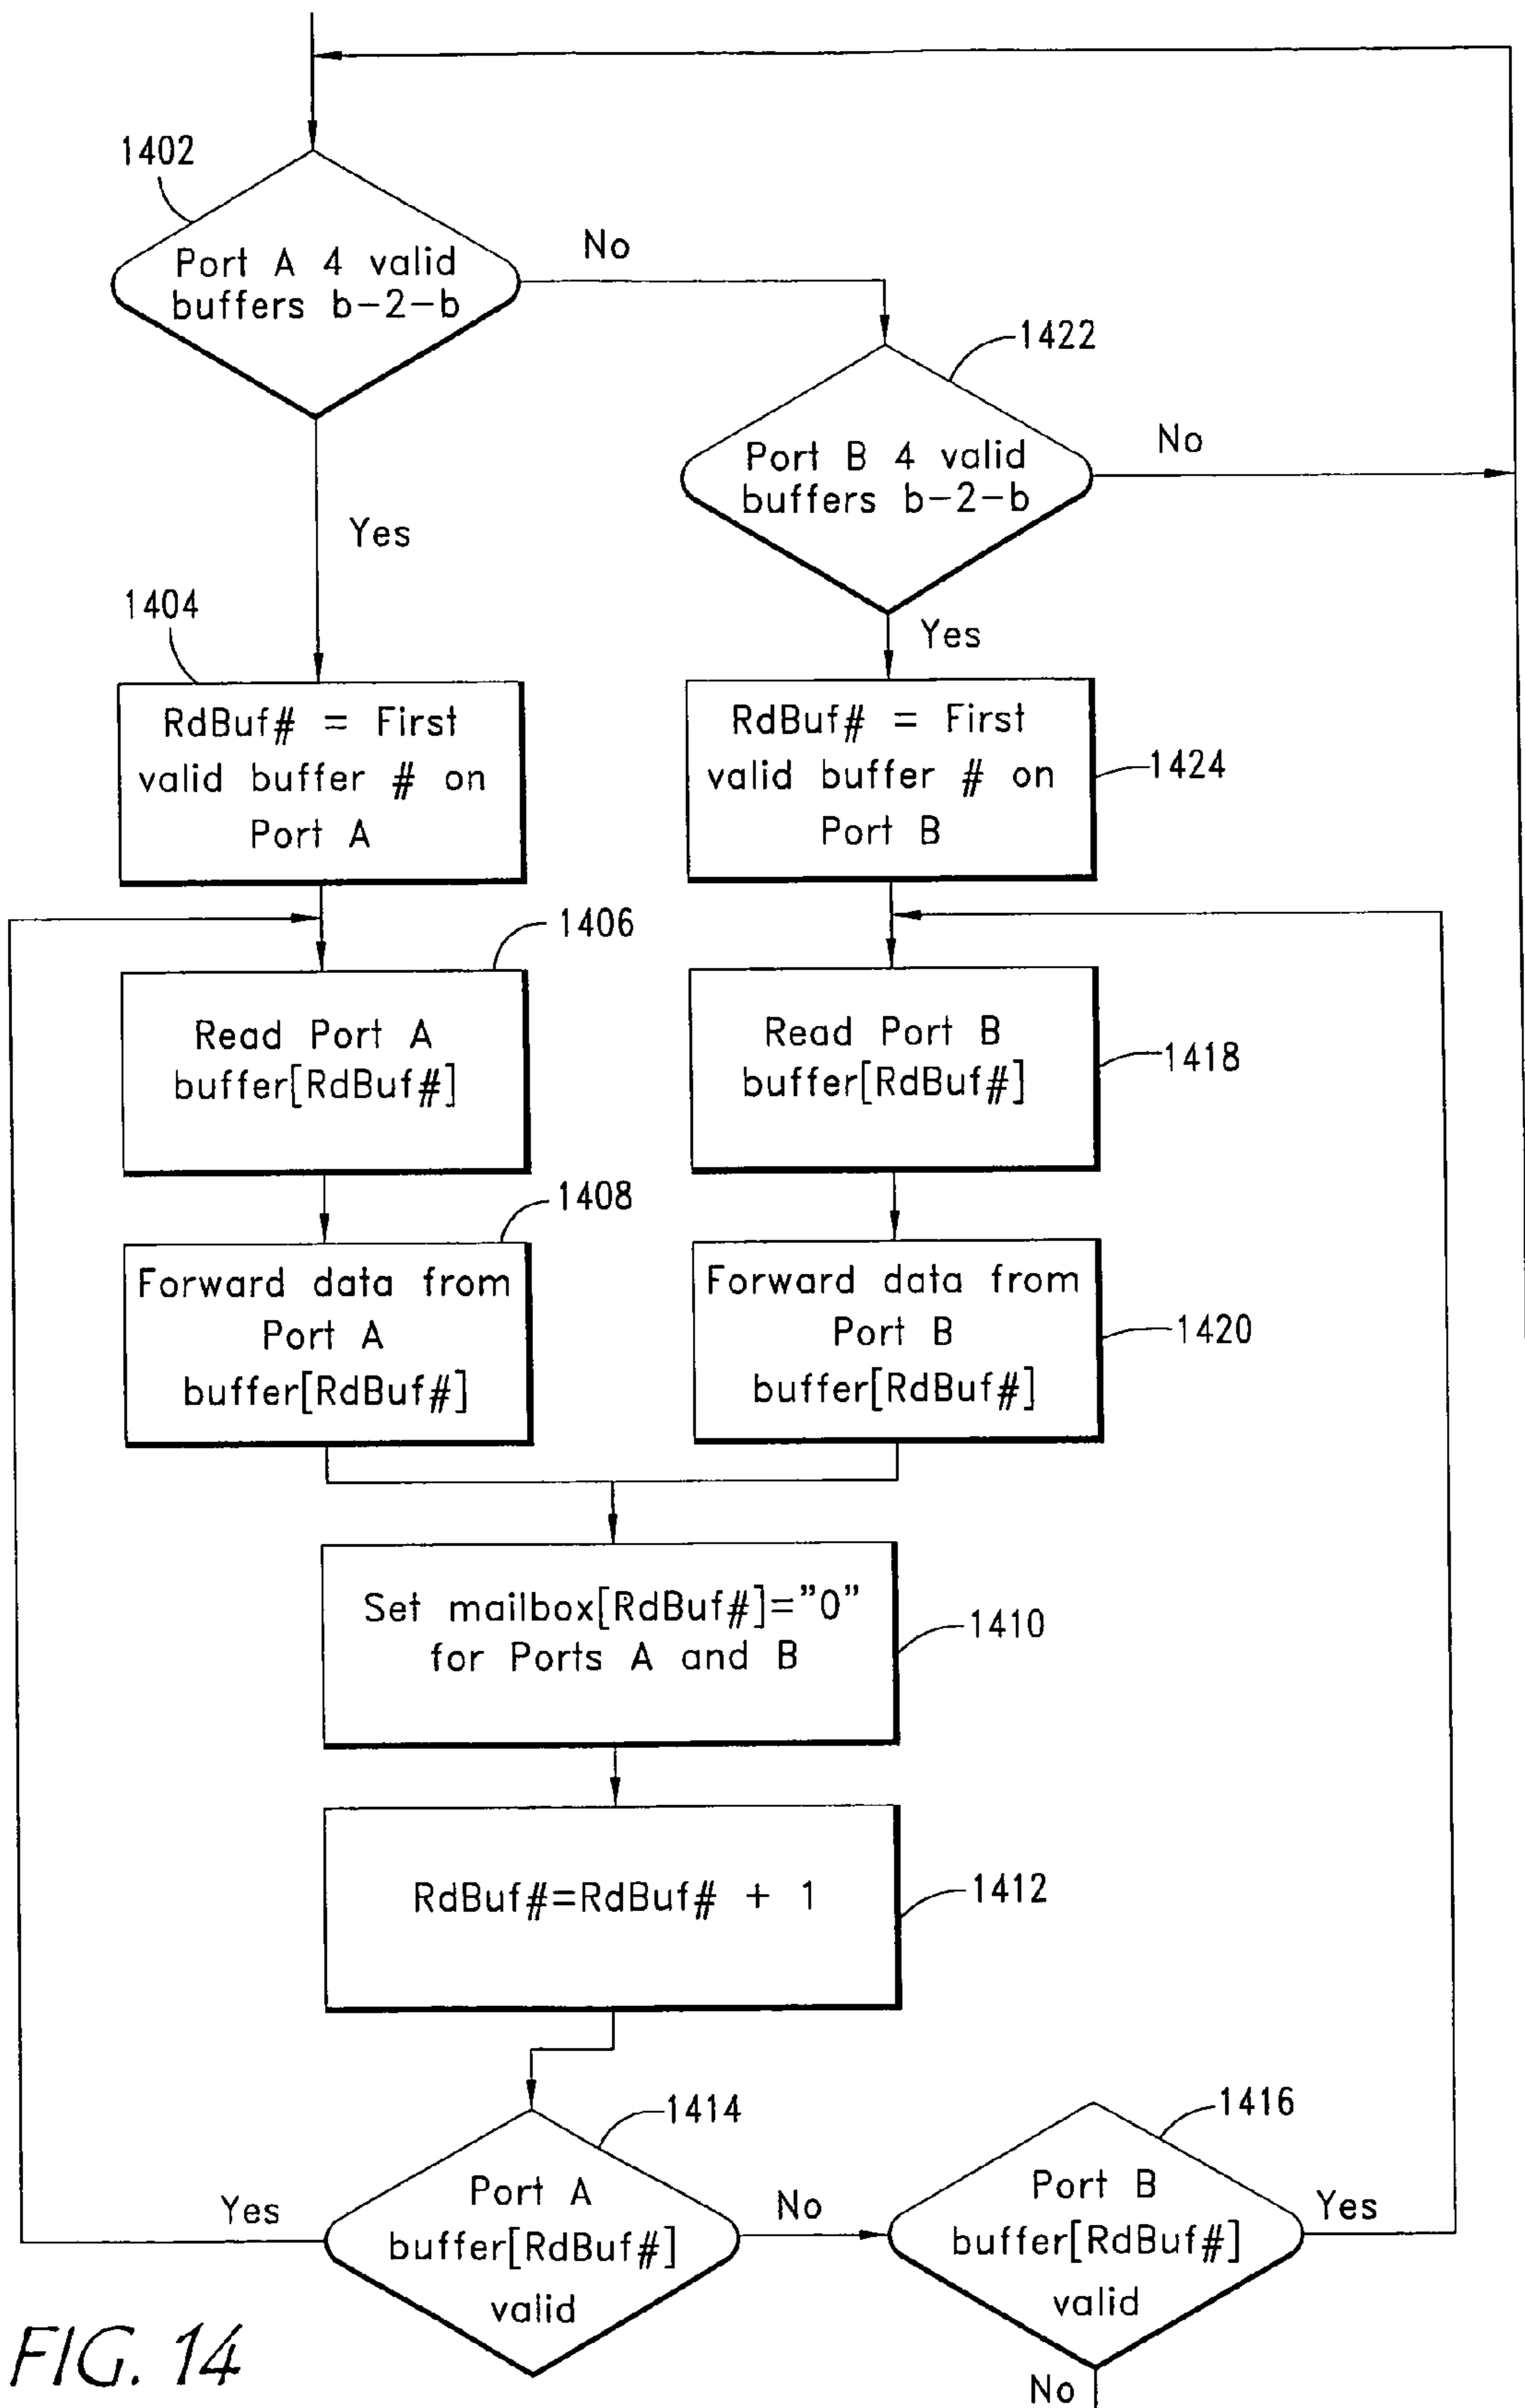 1402
Port A 4 valid
buffers b-2-b
No
1422
Port B 4 valid
buffers b-2-b
No
Yes
Yes
1404
RdBuf# = First
valid buffer # on
Port A
RdBuf# = First
valid buffer # on
Port B
1424
1406
Read Port A
buffer[RdBuf#]
Read Port B
buffer[RdBuf#]
1418
1408
Forward data from
Port A
buffer[RdBuf#]
Forward data from
Port B
buffer[RdBuf#]
1420
Set mailbox[RdBuf#]="0"
for Ports A and B
1410
RdBuf#=RdBuf# + 1
1412
1414
Port A
buffer[RdBuf#]
valid
Yes
No
1416
Port B
buffer[RdBuf#]
valid
Yes
No
FIG. 14